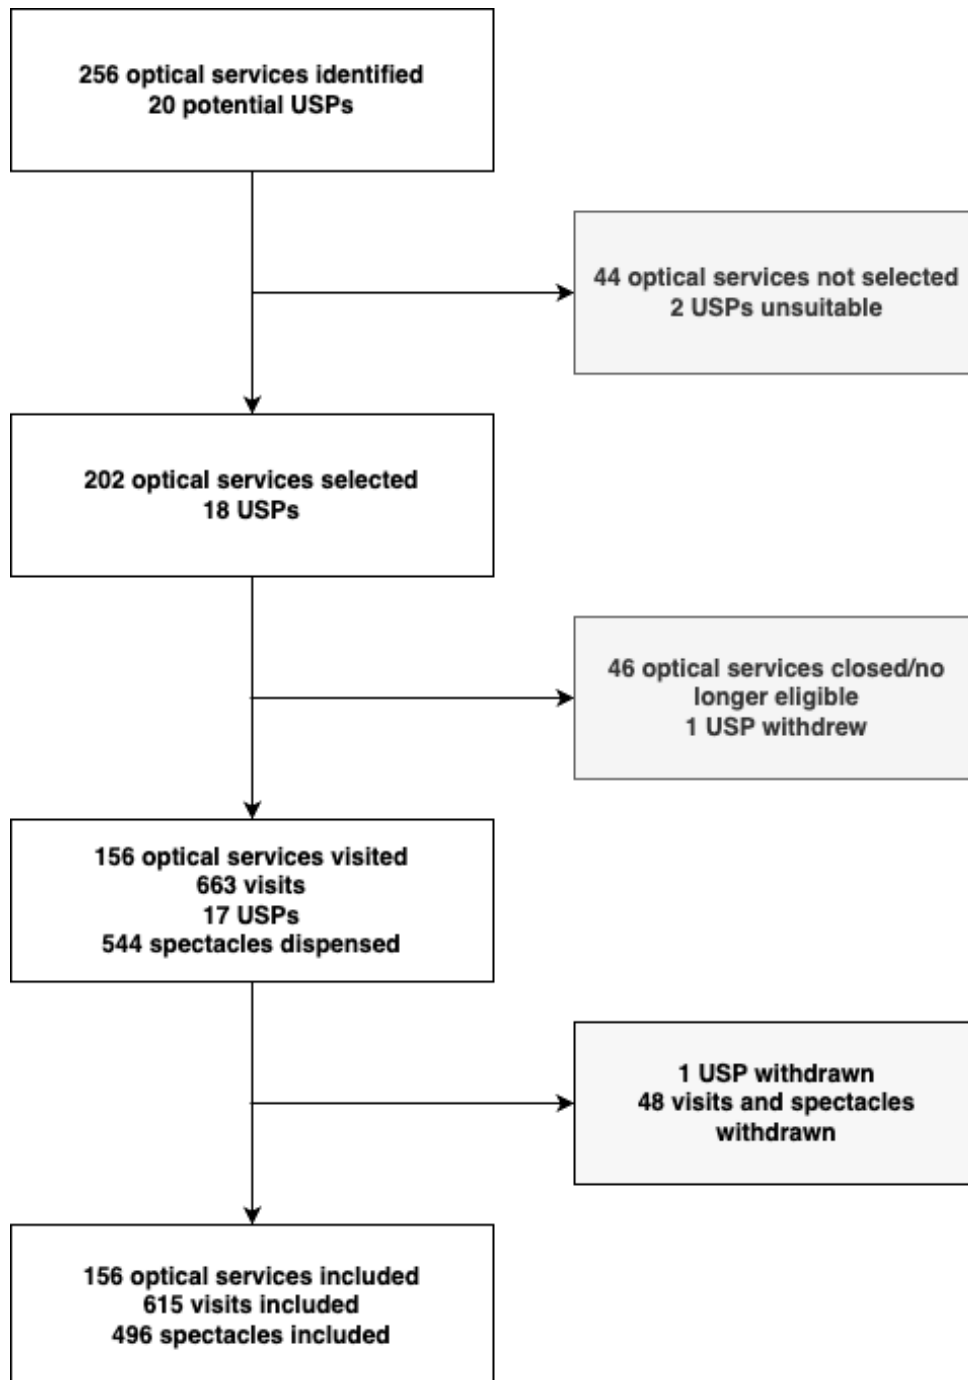 256 optical services identified
20 potential USPs
44 optical services not selected
2 USPs unsuitable
202 optical services selected
18 USPs
46 optical services closed/no
longer eligible
1 USP withdrew
156 optical services visited
663 visits
17 USPs
544 spectacles dispensed
1 USP withdrawn
48 visits and spectacles
withdrawn
156 optical services included
615 visits included
496 spectacles included